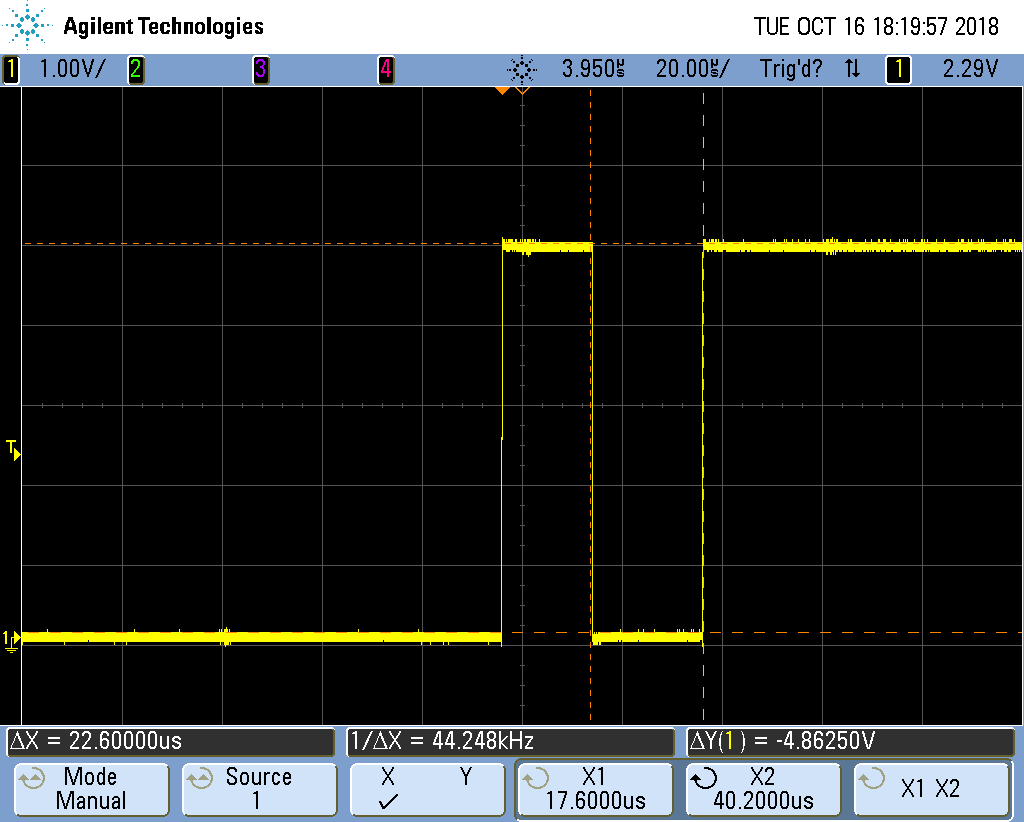 Agilent Technologies TUE OCT 16 18:19:57 2018
1 1.00V/ 2 3 4 3.950µs 20.00µs/ Trig'd? ⇅ 1 2.29V
T
1
ΔX = 22.60000us 1/ΔX = 44.248kHz ΔY(1) = -4.86250V
Mode Source X Y X1 X2 X1 X2
Manual 1 ✓ 17.6000us 40.2000us